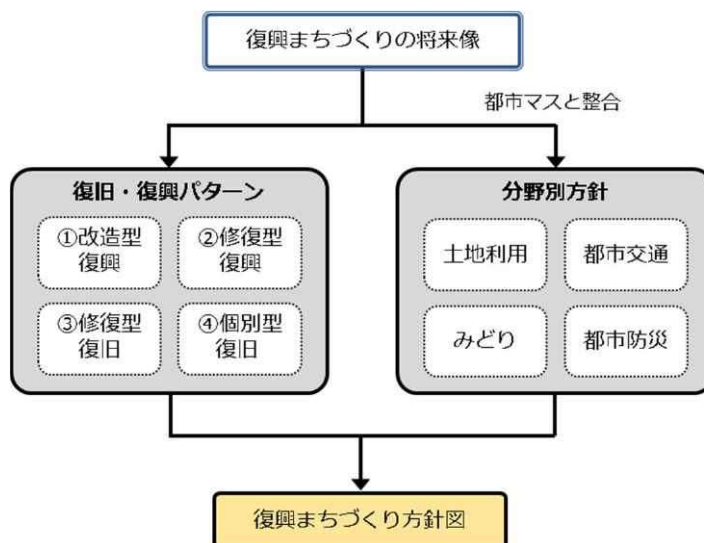 復興まちづくりの将来像
都市マスと整合
復旧・復興パターン
①改造型
復興
②修復型
復興
③修復型
復旧
④個別型
復旧
分野別方針
土地利用
都市交通
みどり
都市防災
復興まちづくり方針図